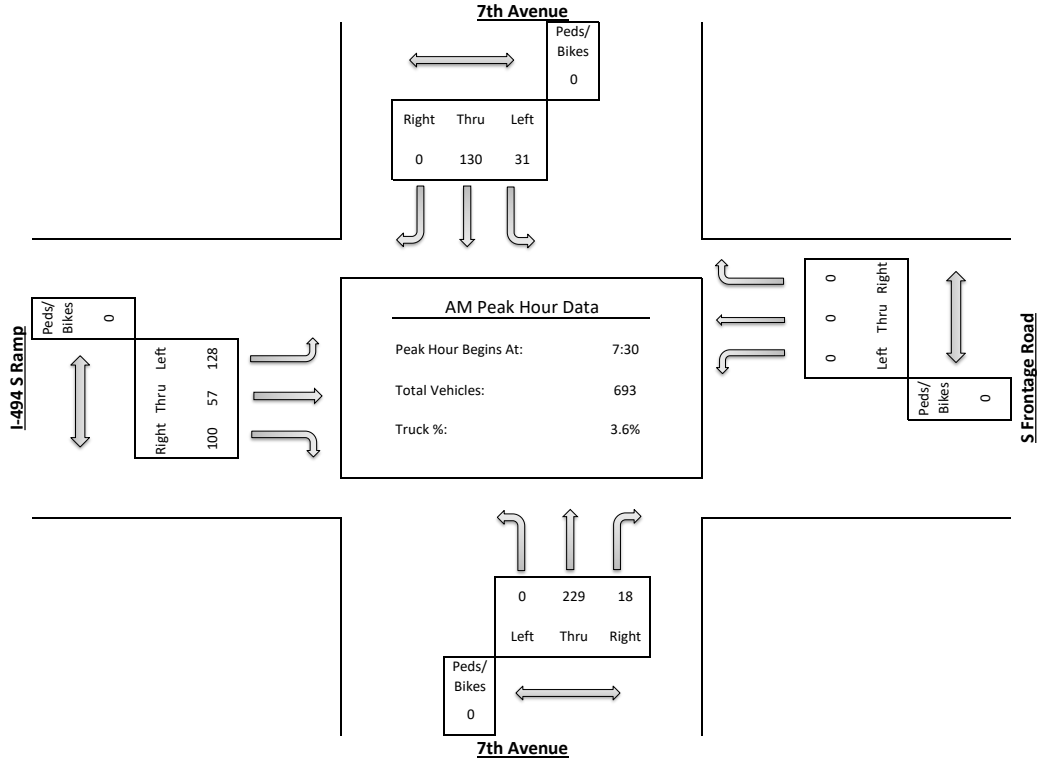 7th Avenue
Peds/
Bikes
0
Right Thru Left
0 130 31
I-494 S Ramp
Peds/
Bikes
0
Left 128
Thru 57
Right 100
AM Peak Hour Data
Peak Hour Begins At: 7:30
Total Vehicles: 693
Truck %: 3.6%
0 Right
0 Thru
0 Left
Peds/
Bikes
0
S Frontage Road
0 229 18
Left Thru Right
Peds/
Bikes
0
7th Avenue